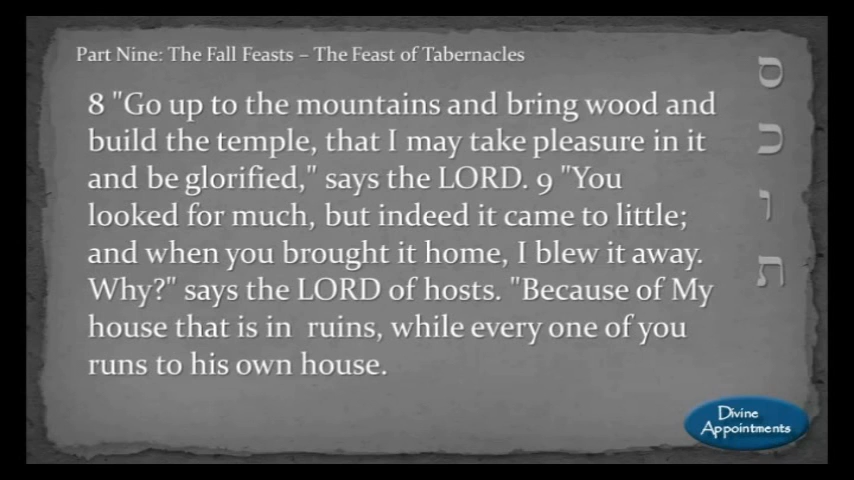 Part Nine: The Fall Feasts – The Feast of Tabernacles
8 "Go up to the mountains and bring wood and
build the temple, that I may take pleasure in it
and be glorified," says the LORD. 9 "You
looked for much, but indeed it came to little;
and when you brought it home, I blew it away.
Why?" says the LORD of hosts. "Because of My
house that is in ruins, while every one of you
runs to his own house.
ס
כ
י
ת
Divine
Appointments